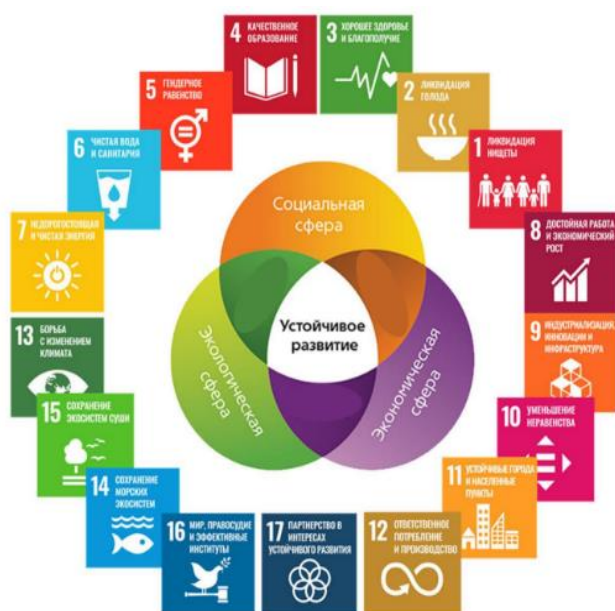 4 КАЧЕСТВЕННОЕ
ОБРАЗОВАНИЕ
3 ХОРОШЕЕ ЗДОРОВЬЕ
И БЛАГОПОЛУЧИЕ
5 ГЕНДЕРНОЕ
РАВЕНСТВО
2 ЛИКВИДАЦИЯ
ГОЛОДА
6 ЧИСТАЯ ВОДА
И САНИТАРИЯ
1 ЛИКВИДАЦИЯ
НИЩЕТЫ
7 НЕДОРОГОСТОЯЩАЯ
И ЧИСТАЯ ЭНЕРГИЯ
8 ДОСТОЙНАЯ РАБОТА
И ЭКОНОМИЧЕСКИЙ
РОСТ
Социальная
сфера
13 БОРЬБА
С ИЗМЕНЕНИЕМ
КЛИМАТА
Устойчивое
развитие
9 ИНДУСТРИАЛИЗАЦИЯ,
ИННОВАЦИИ И
ИНФРАСТРУКТУРА
Экологическая
сфера
Экономическая
сфера
15 СОХРАНЕНИЕ
ЭКОСИСТЕМ СУШИ
10 УМЕНЬШЕНИЕ
НЕРАВЕНСТВА
14 СОХРАНЕНИЕ
МОРСКИХ
ЭКОСИСТЕМ
11 УСТОЙЧИВЫЕ ГОРОДА
И НАСЕЛЕННЫЕ
ПУНКТЫ
16 МИР, ПРАВОСУДИЕ
И ЭФФЕКТИВНЫЕ
ИНСТИТУТЫ
17 ПАРТНЕРСТВО В
ИНТЕРЕСАХ
УСТОЙЧИВОГО РАЗВИТИЯ
12 ОТВЕТСТВЕННОЕ
ПОТРЕБЛЕНИЕ
И ПРОИЗВОДСТВО